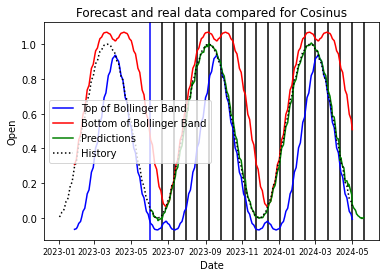 Forecast and real data compared for Cosinus
Open
1.0
0.8
0.6
0.4
0.2
0.0
Top of Bollinger Band
Bottom of Bollinger Band
Predictions
History
2023-01 2023-03 2023-05 2023-07 2023-09 2023-11 2024-01 2024-03 2024-05
Date